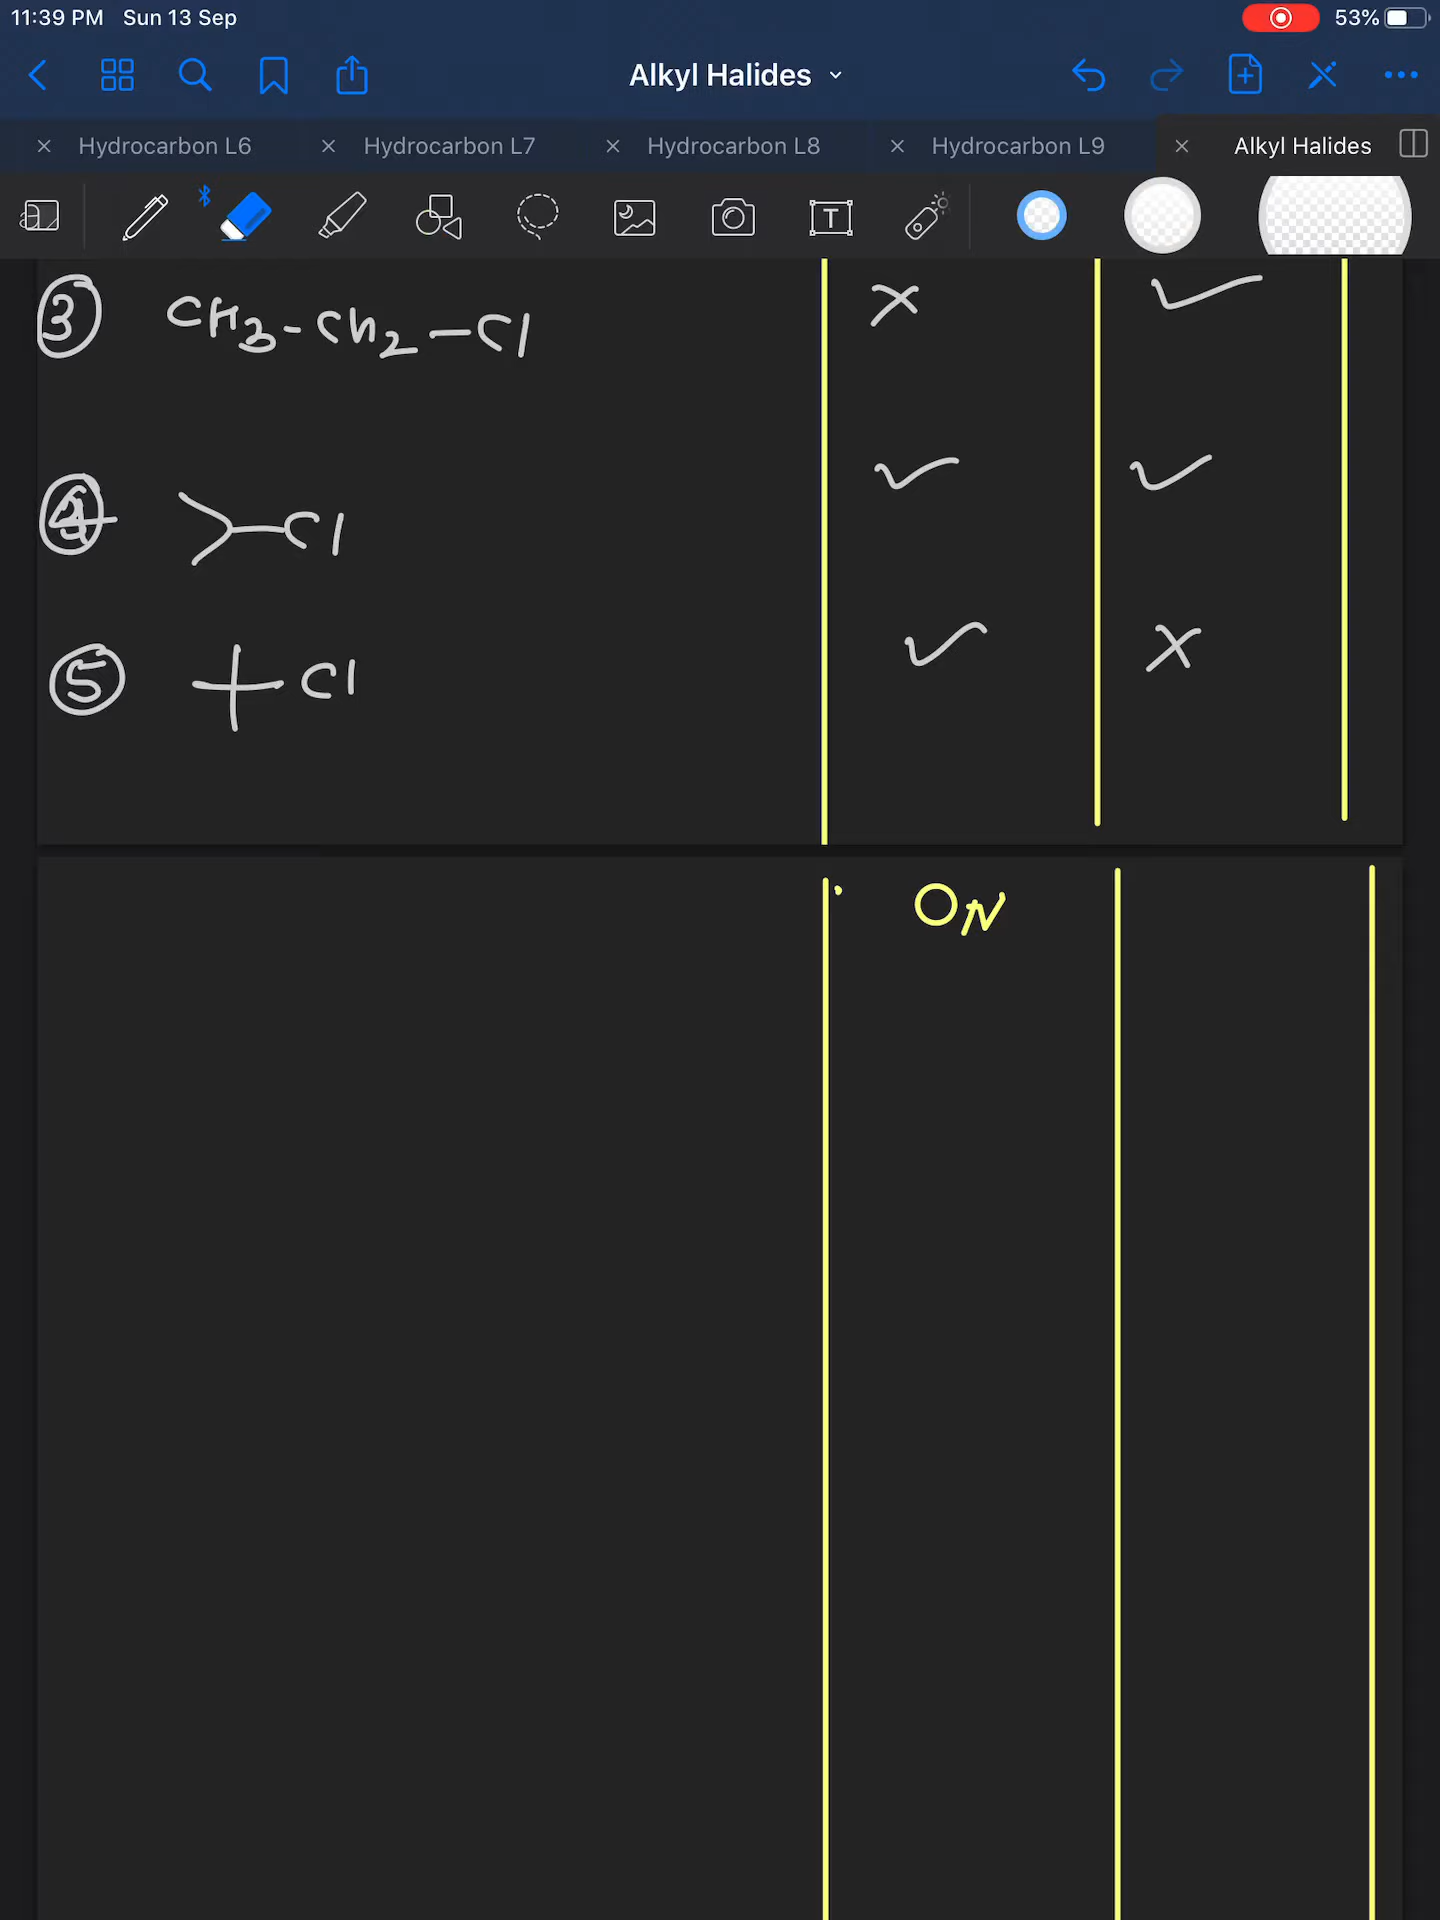 11:39 PM Sun 13 Sep 53%
Alkyl Halides
Hydrocarbon L6 Hydrocarbon L7 Hydrocarbon L8 Hydrocarbon L9 Alkyl Halides
③ CH3-CH2-Cl ✗ ✓
④ Cl ✓ ✓
⑤ Cl ✓ ✗
ON